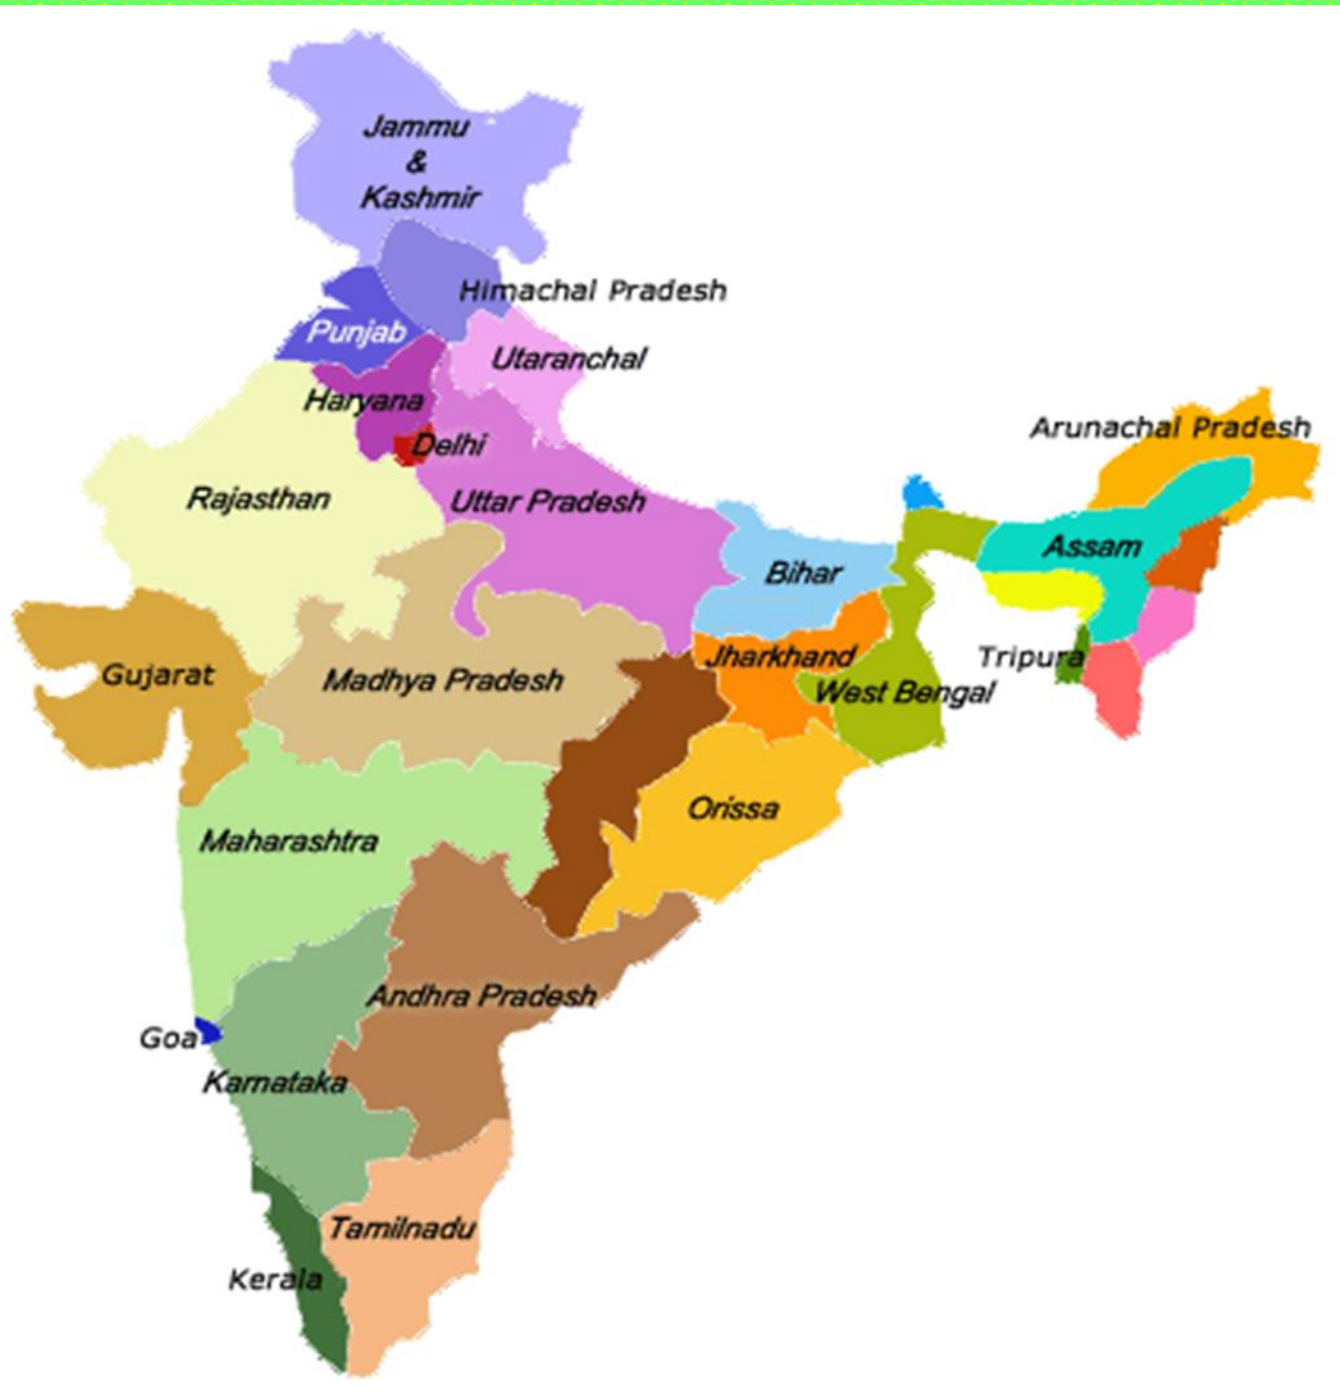 Jammu
&
Kashmir
Himachal Pradesh
Punjab
Utaranchal
Haryana
Delhi
Arunachal Pradesh
Rajasthan
Uttar Pradesh
Assam
Bihar
Tripura
Jharkhand
Gujarat
Madhya Pradesh
West Bengal
Orissa
Maharashtra
Andhra Pradesh
Goa
Karnataka
Tamilnadu
Kerala